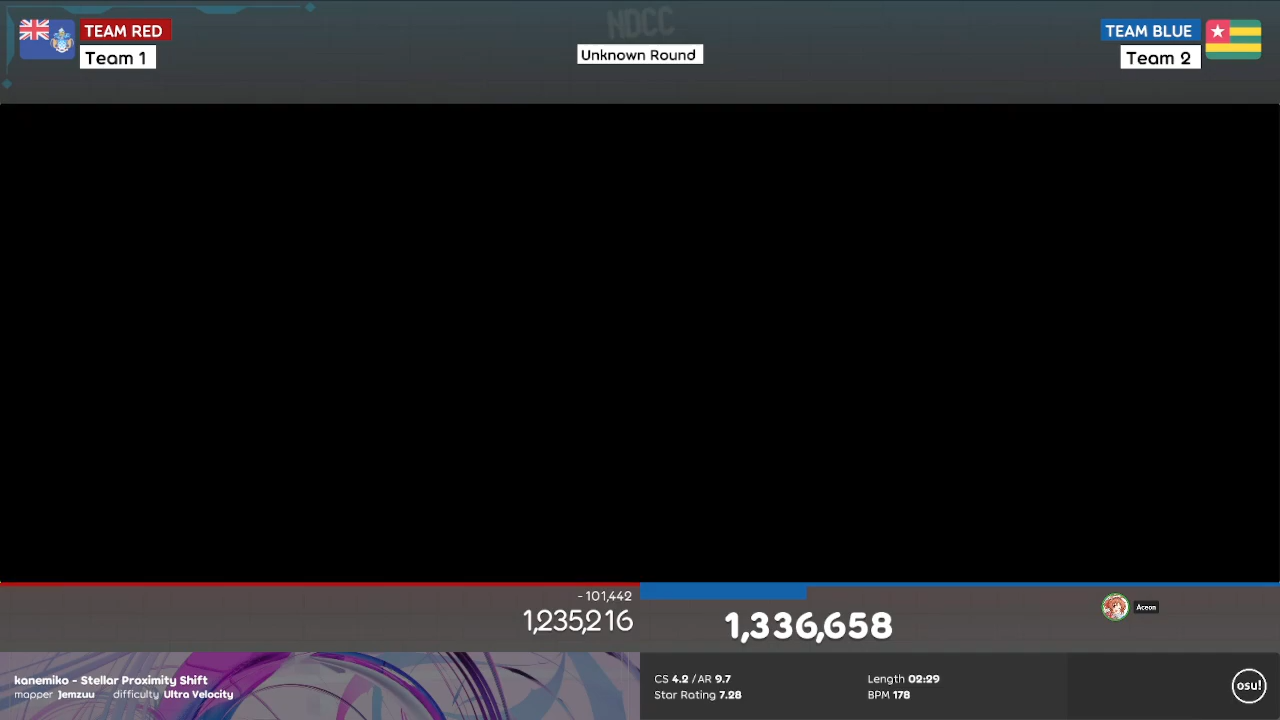 NDCC
TEAM RED
Team 1
Unknown Round
TEAM BLUE
Team 2
- 101,442
1,235,216
1,336,658
Aceon
kanemiko - Stellar Proximity Shift
mapper Jemzuu difficulty Ultra Velocity
CS 4.2 / AR 9.7
Star Rating 7.28
Length 02:29
BPM 178
osu!